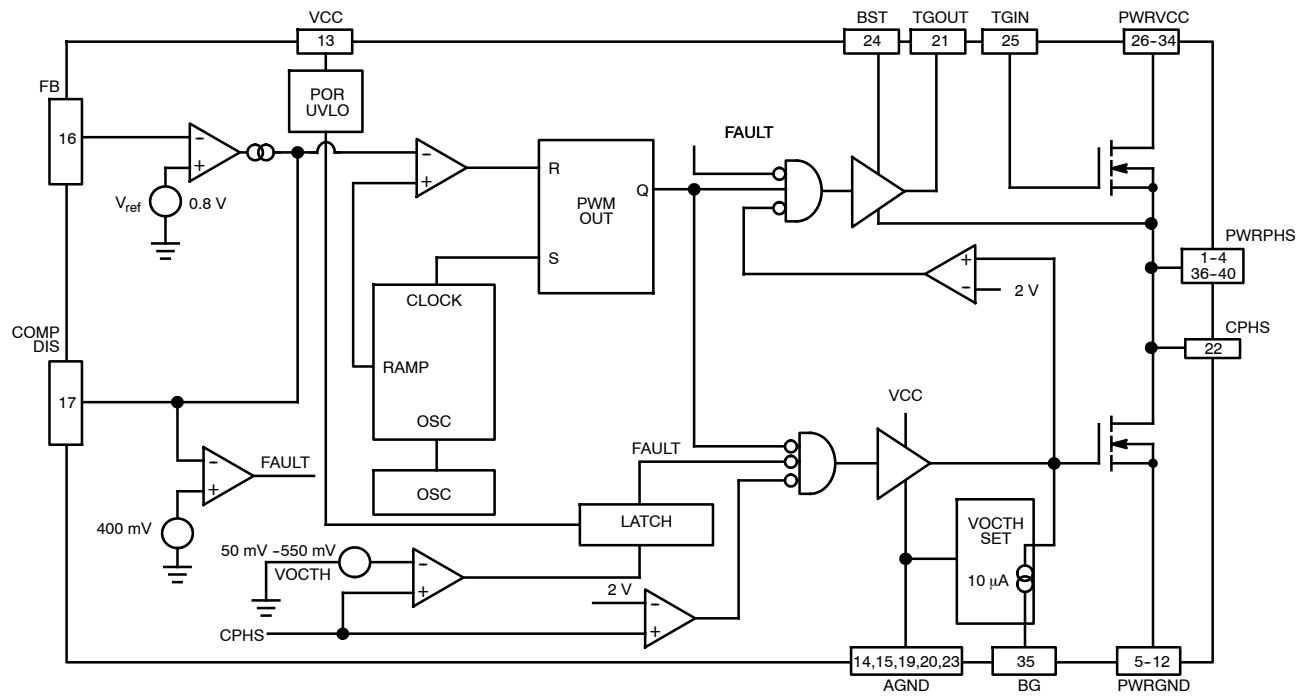 VCC
13
BST
24
TGOUT
21
TGIN
25
PWRVCC
26-34
FB
16
POR
UVLO
-
+
Vref
0.8 V
-
+
R
S
Q
PWM
OUT
FAULT
+
-
2 V
PWRPHS
1-4
36-40
CPHS
22
COMP
DIS
17
CLOCK
RAMP
OSC
OSC
-
+
FAULT
400 mV
FAULT
VCC
LATCH
50 mV -550 mV
VOCTH
-
+
2 V
-
+
CPHS
VOCTH
SET
10 μA
14,15,19,20,23
AGND
35
BG
5-12
PWRGND